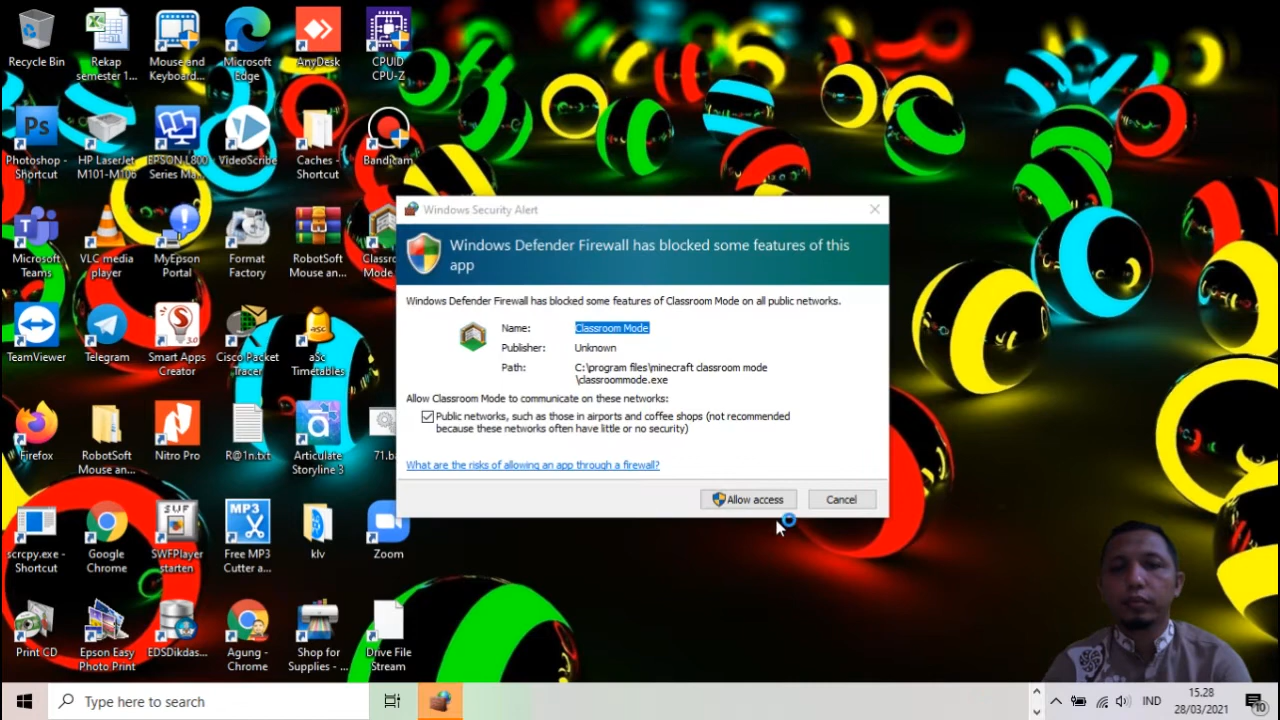 Recycle Bin
Rekap
semester 1...
Mouse and
Keyboard...
Microsoft
Edge
AnyDesk
CPUID
CPU-Z
Ps
Photoshop -
Shortcut
HP LaserJet
M101-M106
EPSON L800
Series Ma...
VideoScribe
Caches -
Shortcut
Bandicam
Microsoft
Teams
VLC media
player
MyEpson
Portal
Format
Factory
RobotSoft
Mouse an...
Classro
Mode
TeamViewer
Telegram
Smart Apps
Creator
Cisco Packet
Tracer
asc
aSc
Timetables
Firefox
RobotSoft
Mouse an...
Nitro Pro
R@1n.txt
Articulate
Storyline 3
71.ba
scrcpy.exe -
Shortcut
Google
Chrome
SWF
SWFPlayer
starten
MP3
Free MP3
Cutter a...
klv
Zoom
Print CD
Epson Easy
Photo Print
EDSDikdas...
Agung -
Chrome
Shop for
Supplies - ...
Drive File
Stream
Windows Security Alert
Windows Defender Firewall has blocked some features of this
app
Windows Defender Firewall has blocked some features of Classroom Mode on all public networks.
Name: Classroom Mode
Publisher: Unknown
Path: C:\program files\minecraft classroom mode
\classroommode.exe
Allow Classroom Mode to communicate on these networks:
Public networks, such as those in airports and coffee shops (not recommended
because these networks often have little or no security)
What are the risks of allowing an app through a firewall?
Allow access
Cancel
Type here to search
IND
15.28
28/03/2021
10